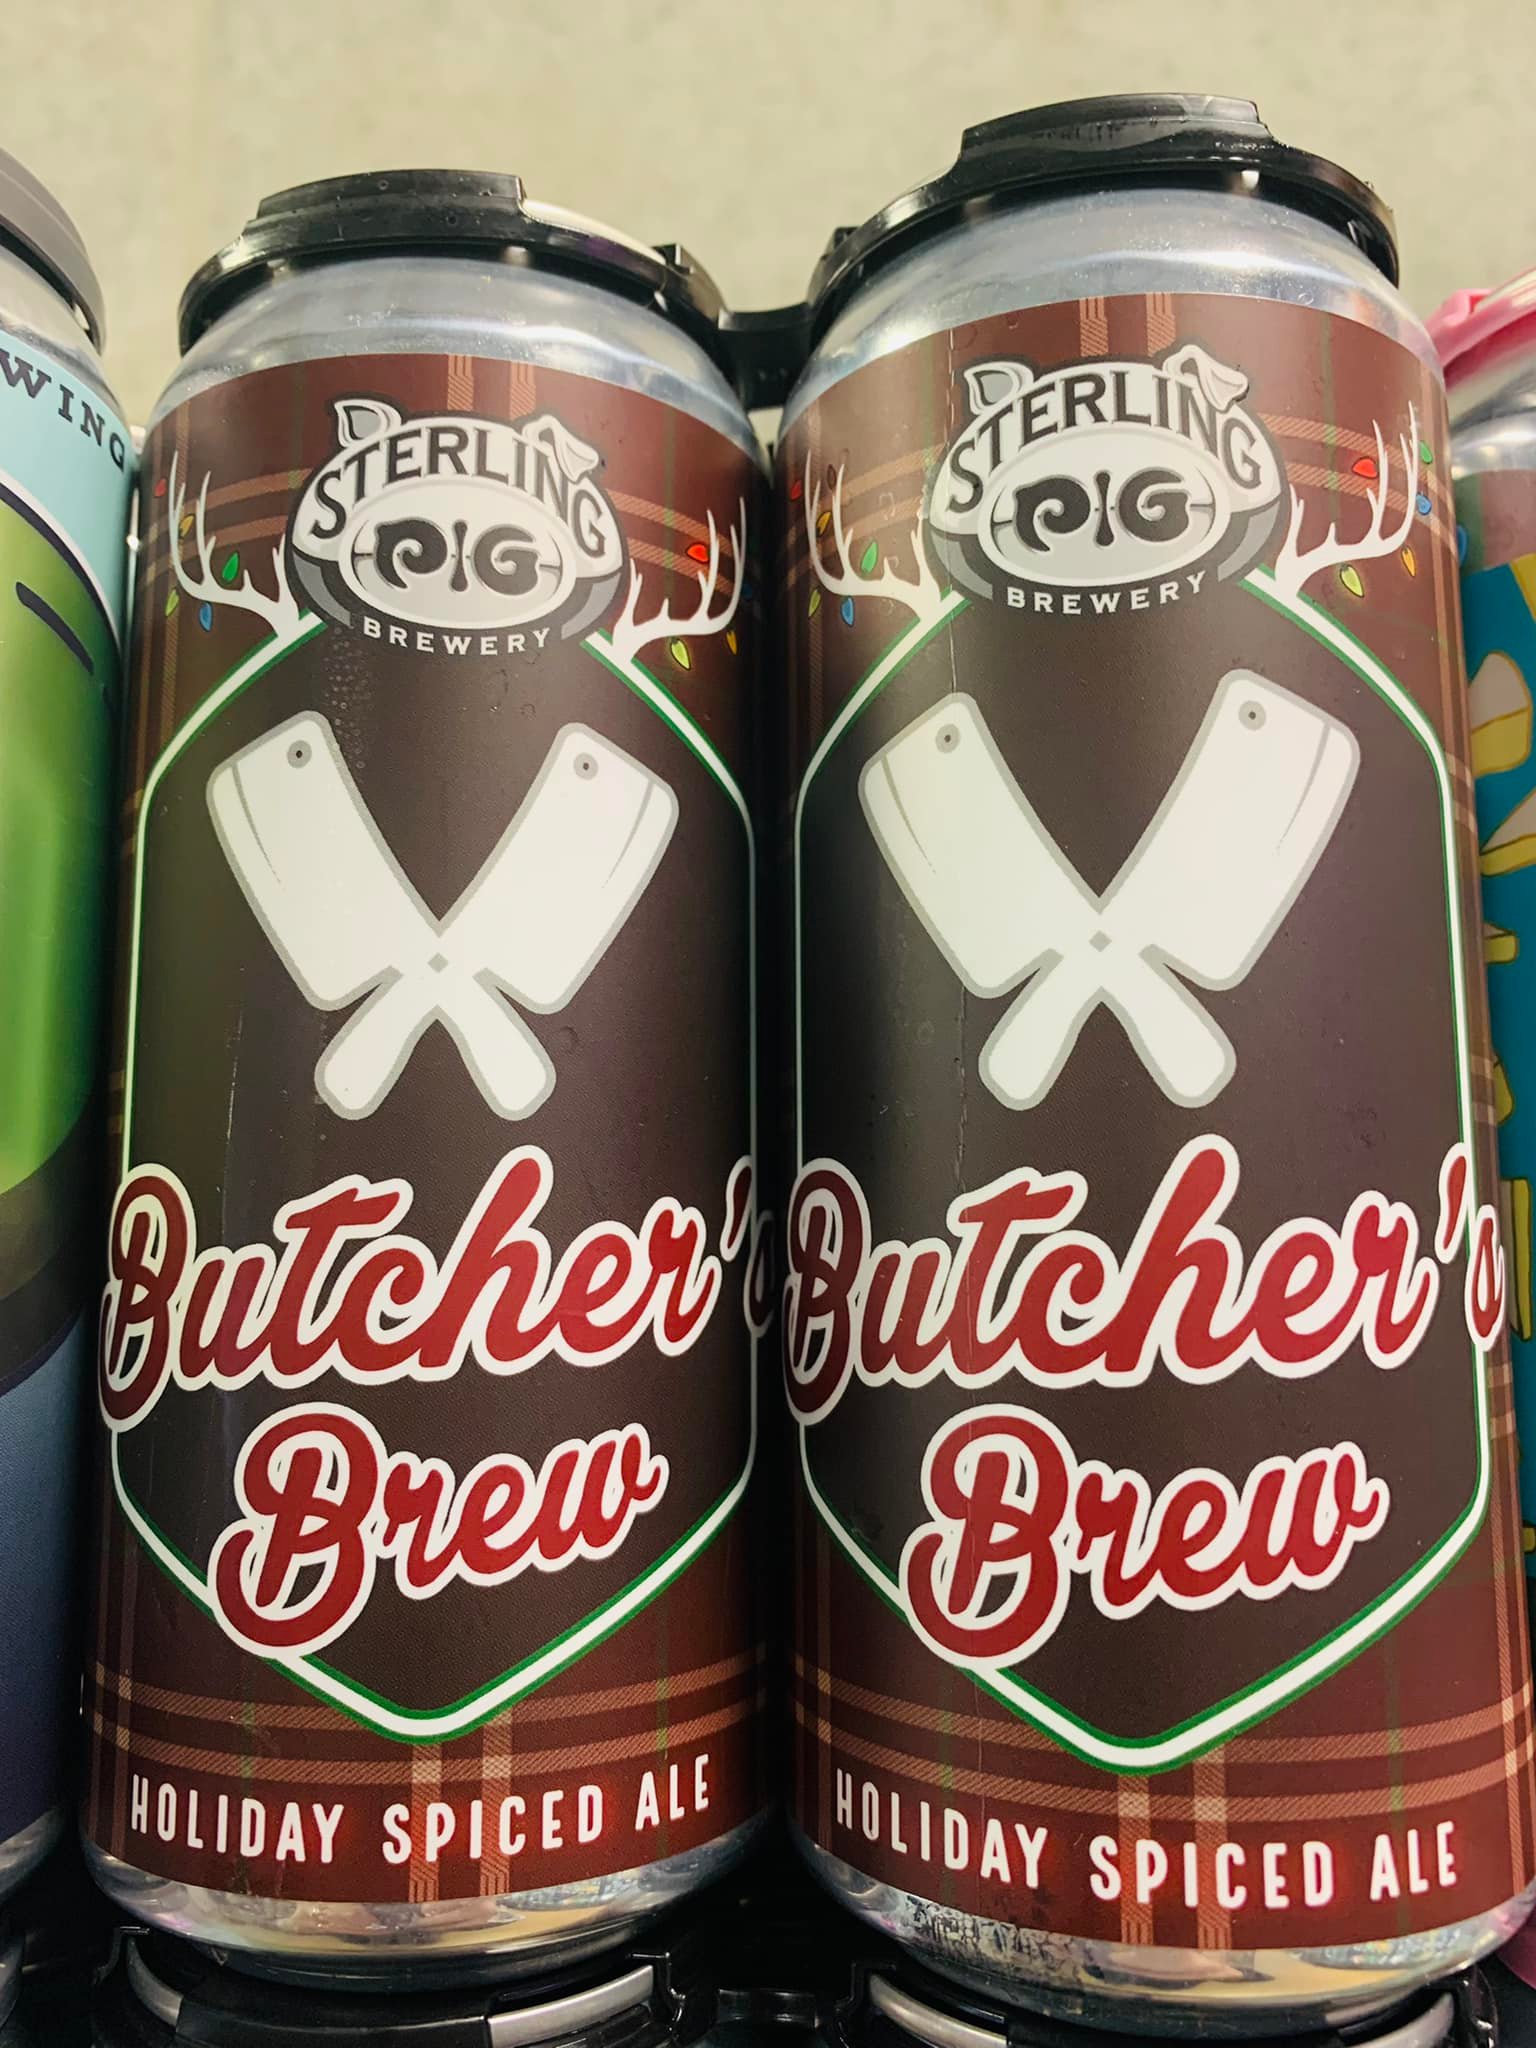 WING
STERLING
PIG
BREWERY
Butcher's
Brew
HOLIDAY SPICED ALE
STERLING
PIG
BREWERY
Butcher's
Brew
HOLIDAY SPICED ALE